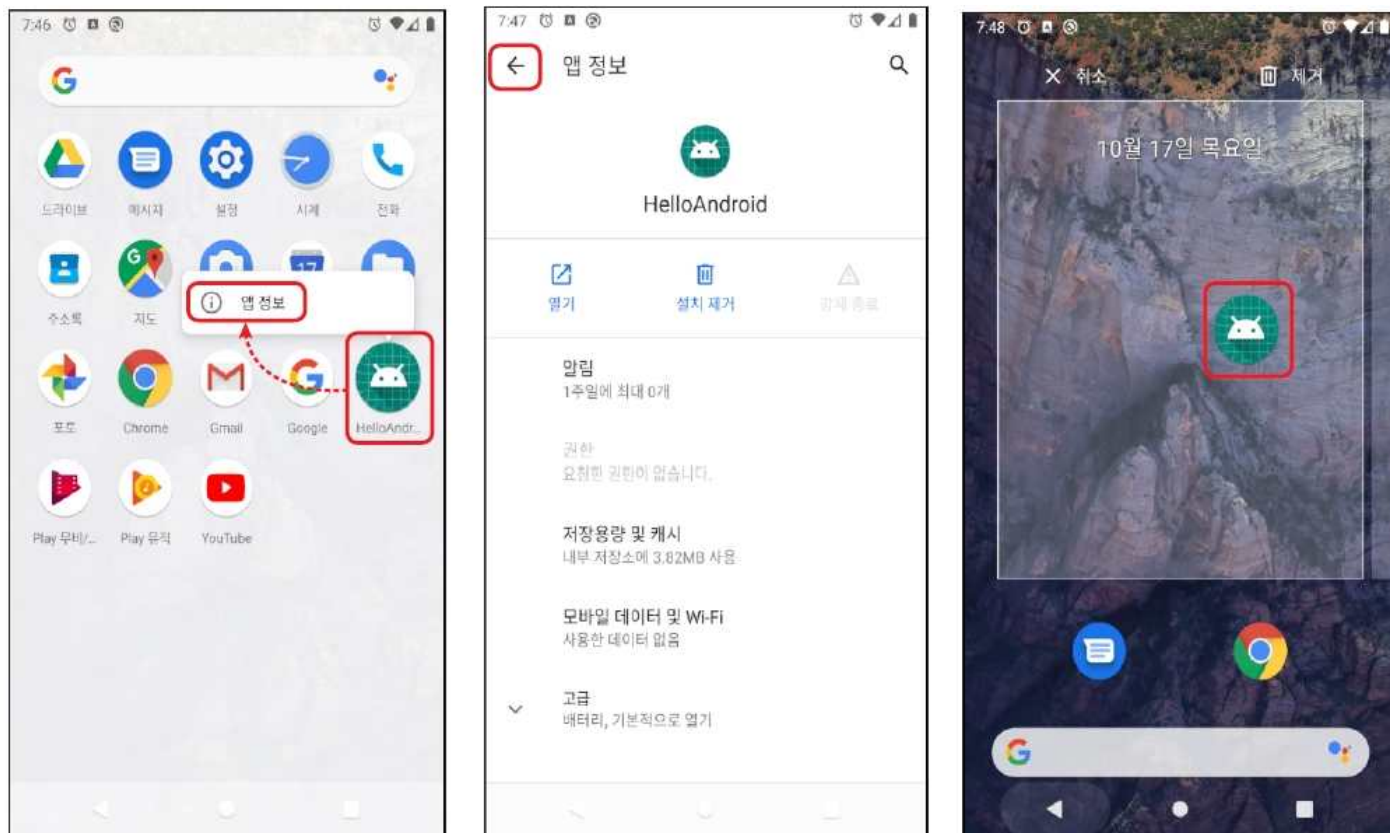 7:46
드라이브
메시지
설정
시계
전화
17
주소록
지도
앱 정보
포토
Chrome
Gmail
Google
HelloAndr...
Play 무비/...
Play 뮤직
YouTube
7:47
앱 정보
HelloAndroid
열기
설치 제거
강제 종료
알림
1주일에 최대 0개
권한
요청한 권한이 없습니다.
저장용량 및 캐시
내부 저장소에 3.82MB 사용
모바일 데이터 및 Wi-Fi
사용한 데이터 없음
고급
배터리, 기본적으로 열기
7:48
취소
제거
10월 17일 목요일